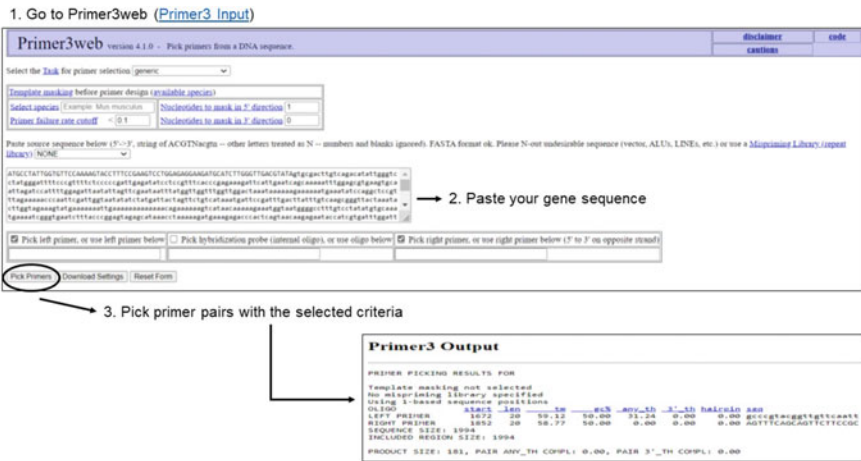 1. Go to Primer3web (Primer3 Input)
Primer3web version 4.1.0 - Pick primers from a DNA sequence.
disclaimer code
cautions
Select the Task for primer selection generic
Template masking before primer design (available species)
Select species Example: Mus musculus Nucleotides to mask in 5' direction 1
Primer failure rate cutoff < 0.1 Nucleotides to mask in 3' direction 0
Paste source sequence below (5'->3', string of ACGTNacgtn -- other letters treated as N -- numbers and blanks ignored). FASTA format ok. Please N-out undesirable sequence (vector, ALUs, LINEs, etc.) or use a Mispriming Library (repeat
library) NONE
2. Paste your gene sequence
Pick left primer, or use left primer below Pick hybridization probe (internal oligo), or use oligo below Pick right primer, or use right primer below (5' to 3' on opposite strand)
Pick Primers Download Settings Reset Form
3. Pick primer pairs with the selected criteria
Primer3 Output
PRIMER PICKING RESULTS FOR
Template masking not selected
No mispriming library specified
Using 1-based sequence positions
OLIGO start len tm gc% any_th 3'_th hairpin seq
LEFT PRIMER 1672 20 59.12 50.00 31.24 0.00 0.00 gcccgtacggttgttcaatt
RIGHT PRIMER 1852 20 58.77 50.00 0.00 0.00 0.00 AGTTTCAGCAGTTCTTCCGC
SEQUENCE SIZE: 1994
INCLUDED REGION SIZE: 1994
PRODUCT SIZE: 181, PAIR ANY_TH COMPL: 0.00, PAIR 3'_TH COMPL: 0.00